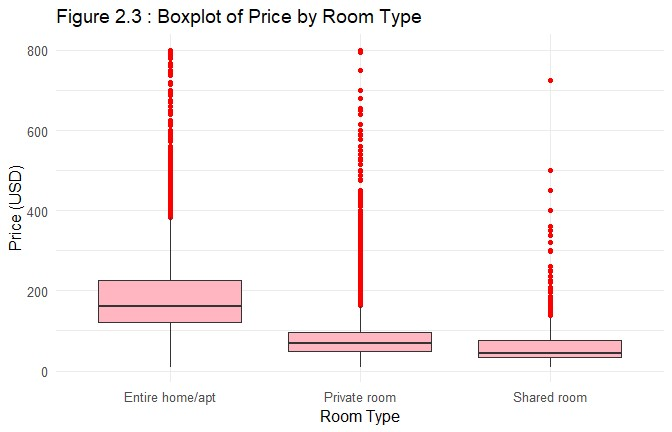 Figure 2.3 : Boxplot of Price by Room Type
Price (USD)
800
600
400
200
0
Entire home/apt
Private room
Shared room
Room Type